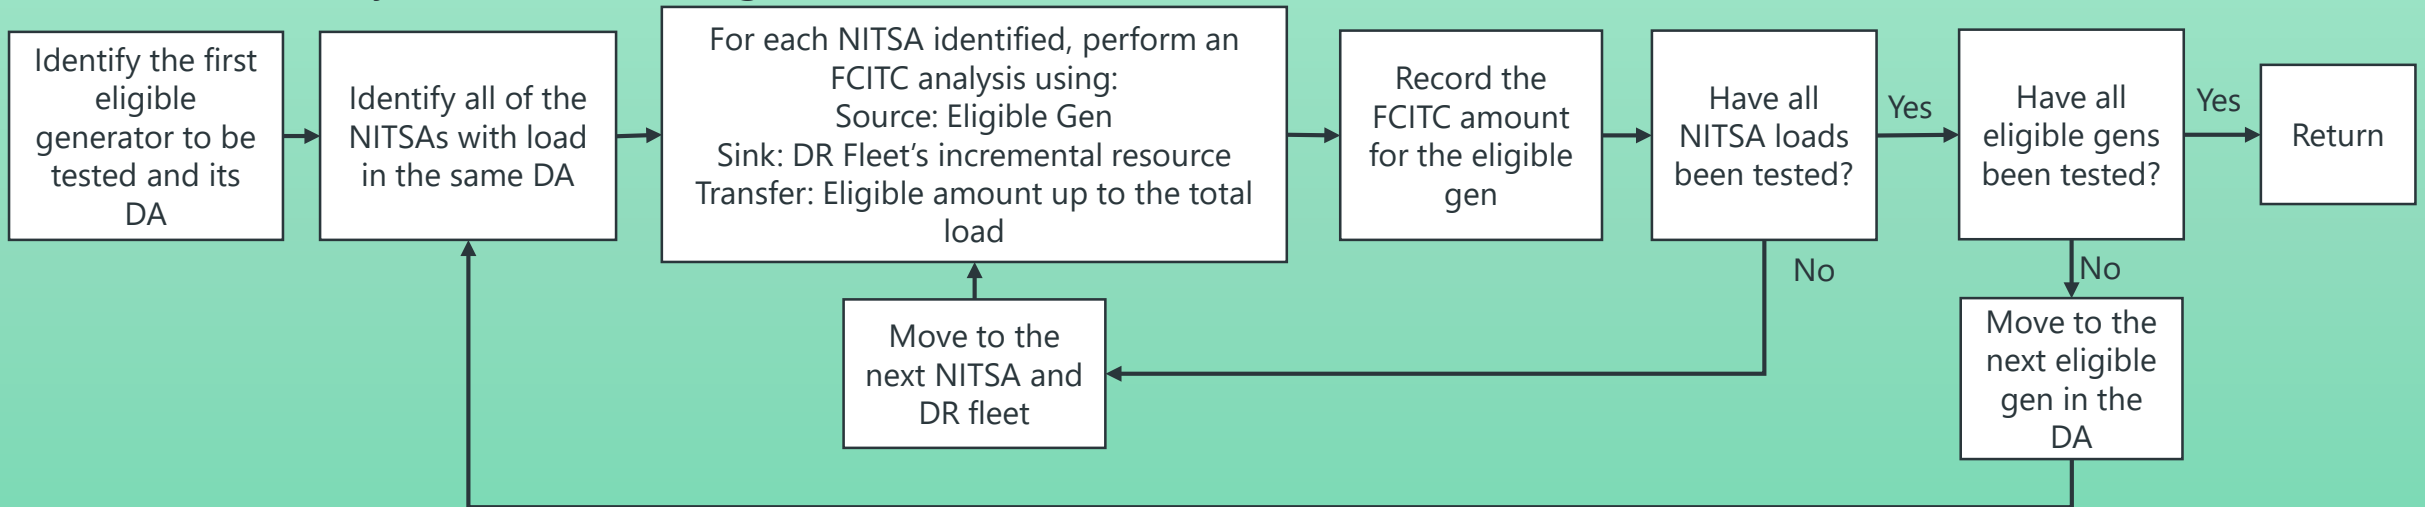 Identify the first
eligible
generator to be
tested and its
DA
Identify all of the
NITSAs with load
in the same DA
For each NITSA identified, perform an
FCITC analysis using:
Source: Eligible Gen
Sink: DR Fleet's incremental resource
Transfer: Eligible amount up to the total
load
Record the
FCITC amount
for the eligible
gen
Have all
NITSA loads
been tested?
Yes
Have all
eligible gens
been tested?
Yes
Return
No
No
Move to the
next NITSA and
DR fleet
Move to the
next eligible
gen in the
DA